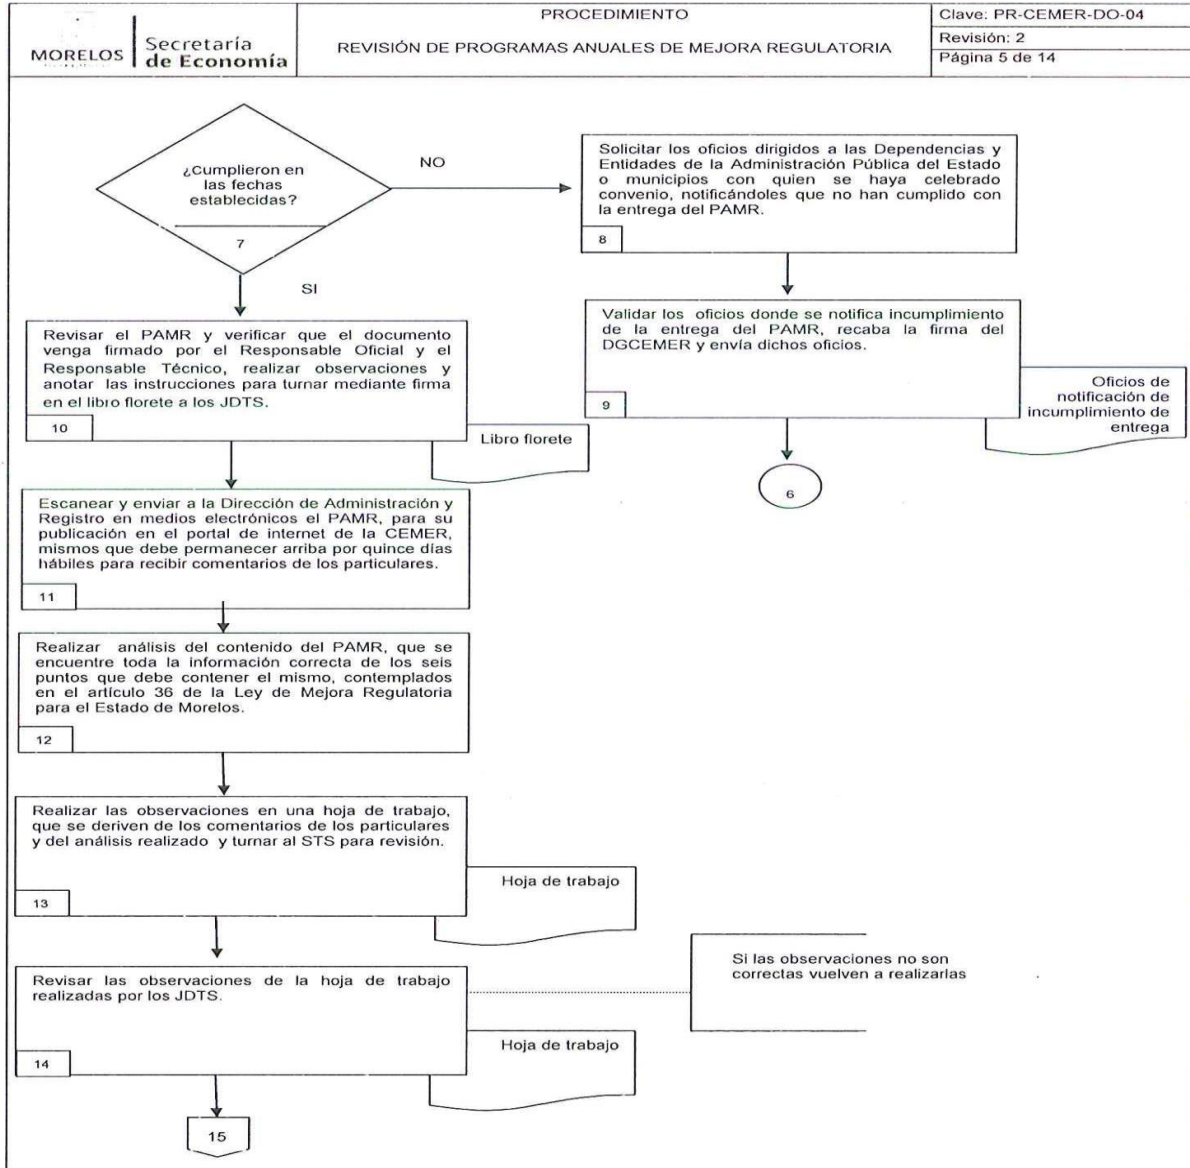 MORELOS
Secretaría
de Economía
PROCEDIMIENTO
REVISIÓN DE PROGRAMAS ANUALES DE MEJORA REGULATORIA
Clave: PR-CEMER-DO-04
Revisión: 2
Página 5 de 14
¿Cumplieron en
las fechas
establecidas?
7
NO
SI
Solicitar los oficios dirigidos a las Dependencias y
Entidades de la Administración Pública del Estado
o municipios con quien se haya celebrado
convenio, notificándoles que no han cumplido con
la entrega del PAMR.
8
Validar los oficios donde se notifica incumplimiento
de la entrega del PAMR, recaba la firma del
DGCEMER y envía dichos oficios.
9
Oficios de
notificación de
incumplimiento de
entrega
6
Revisar el PAMR y verificar que el documento
venga firmado por el Responsable Oficial y el
Responsable Técnico, realizar observaciones y
anotar las instrucciones para turnar mediante firma
en el libro florete a los JDTS.
10
Libro florete
Escanear y enviar a la Dirección de Administración y
Registro en medios electrónicos el PAMR, para su
publicación en el portal de internet de la CEMER,
mismos que debe permanecer arriba por quince días
hábiles para recibir comentarios de los particulares.
11
Realizar análisis del contenido del PAMR, que se
encuentre toda la información correcta de los seis
puntos que debe contener el mismo, contemplados
en el artículo 36 de la Ley de Mejora Regulatoria
para el Estado de Morelos.
12
Realizar las observaciones en una hoja de trabajo,
que se deriven de los comentarios de los particulares
y del análisis realizado y turnar al STS para revisión.
13
Hoja de trabajo
Revisar las observaciones de la hoja de trabajo
realizadas por los JDTS.
14
Hoja de trabajo
Si las observaciones no son
correctas vuelven a realizarlas
15